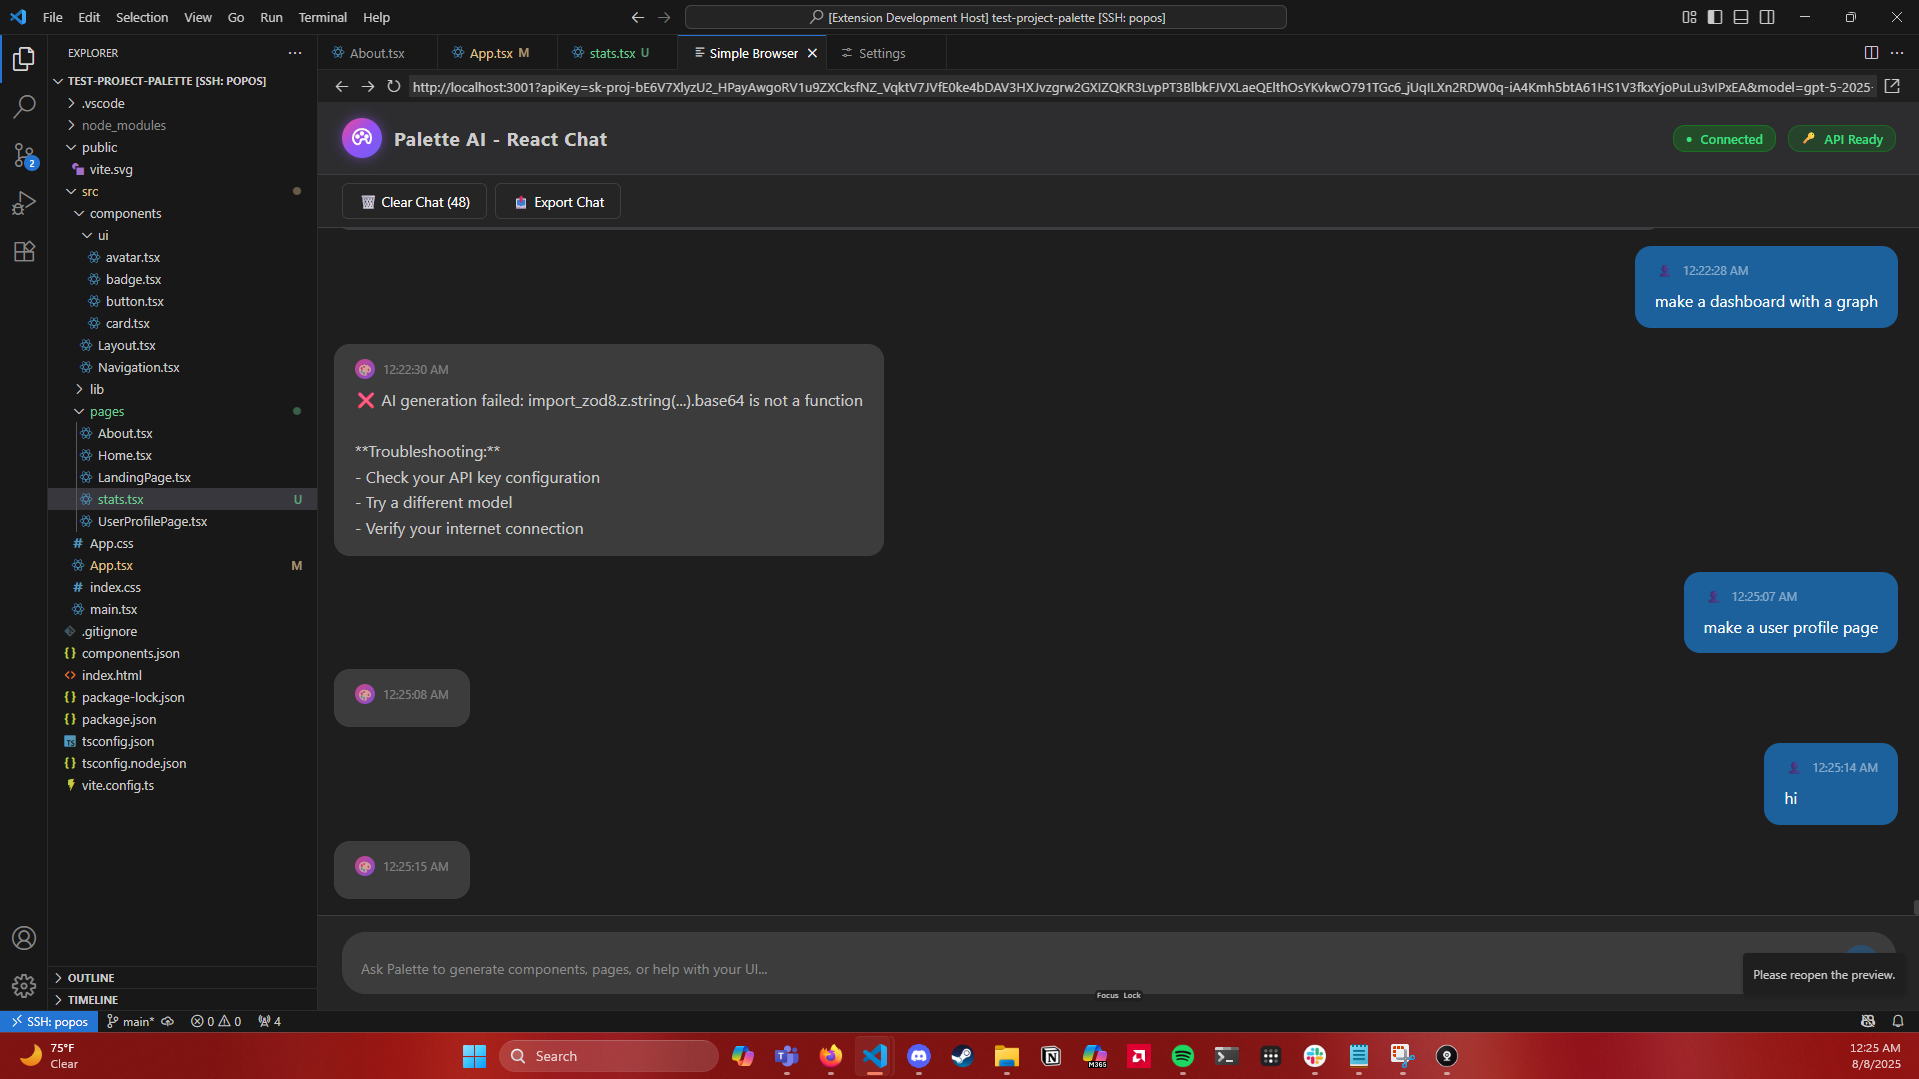 File Edit Selection View Go Run Terminal Help
[Extension Development Host] test-project-palette [SSH: popos]
EXPLORER
TEST-PROJECT-PALETTE [SSH: POPOS]
.vscode
node_modules
public
vite.svg
src
components
ui
avatar.tsx
badge.tsx
button.tsx
card.tsx
Layout.tsx
Navigation.tsx
lib
pages
About.tsx
Home.tsx
LandingPage.tsx
stats.tsx U
UserProfilePage.tsx
App.css
App.tsx M
index.css
main.tsx
.gitignore
components.json
index.html
package-lock.json
package.json
tsconfig.json
tsconfig.node.json
vite.config.ts
OUTLINE
TIMELINE
2
About.tsx App.tsx M stats.tsx U Simple Browser Settings
http://localhost:3001?apiKey= &model=gpt-5-2025-
Palette AI - React Chat
Connected
API Ready
Clear Chat (48)
Export Chat
12:22:28 AM
make a dashboard with a graph
12:22:30 AM
❌ AI generation failed: import_zod8.z.string(...).base64 is not a function
**Troubleshooting:**
- Check your API key configuration
- Try a different model
- Verify your internet connection
12:25:07 AM
make a user profile page
12:25:08 AM
12:25:14 AM
hi
12:25:15 AM
Ask Palette to generate components, pages, or help with your UI...
Please reopen the preview.
Focus Lock
SSH: popos main* 0 0 4
75°F
Clear
Search
M365
12:25 AM
8/8/2025